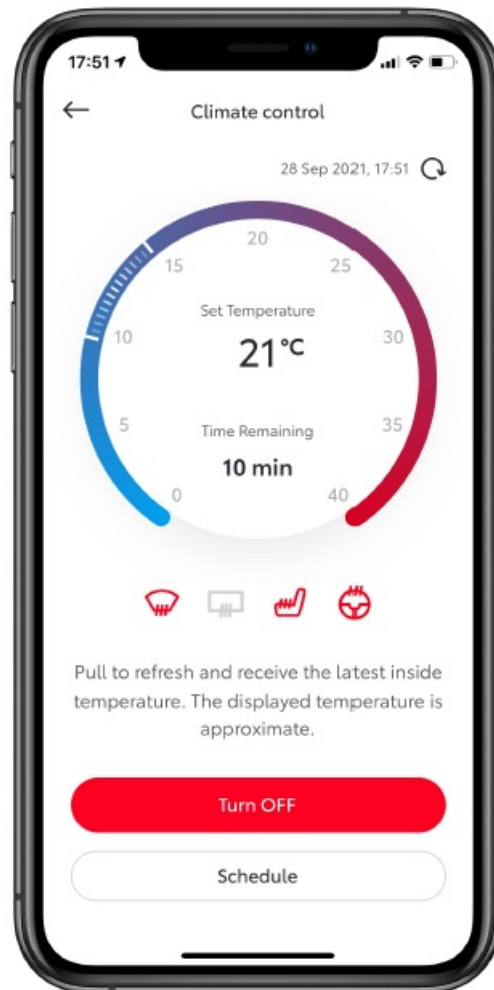 17:51
Climate control
28 Sep 2021, 17:51
20
15
25
Set Temperature
10
21°C
30
5
Time Remaining
35
10 min
0
40
Pull to refresh and receive the latest inside
temperature. The displayed temperature is
approximate.
Turn OFF
Schedule